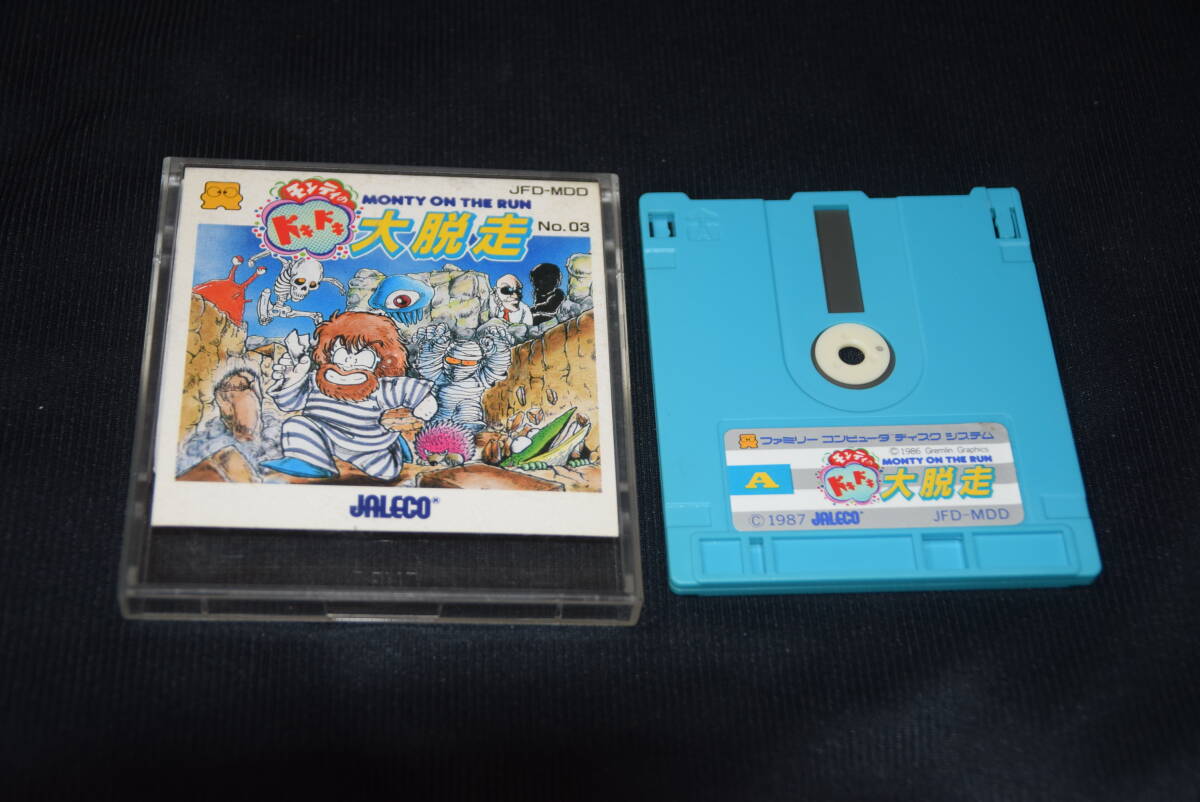 JFD-MDD
モンティの
MONTY ON THE RUN
ドキドキ
大脱走
No.03
JALECO®
ファミリー コンピュータ ディスク システム
©1986 Gremlin Graphics
A
モンティの
MONTY ON THE RUN
ドキドキ
大脱走
©1987 JALECO
JFD-MDD